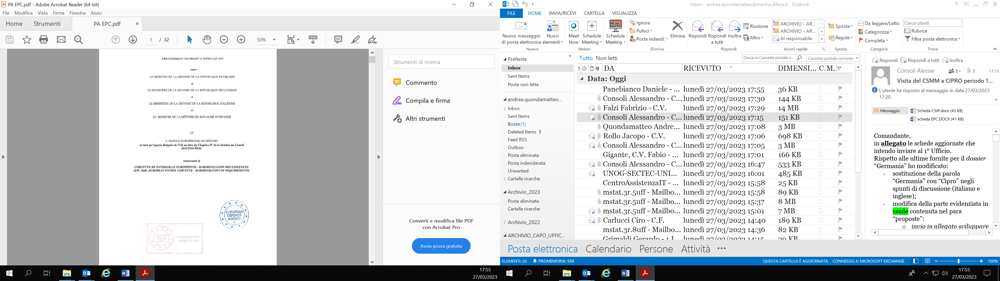 PA EPC.pdf - Adobe Acrobat Reader (64-bit)
File Modifica Vista Firma Finestra Aiuto
Home Strumenti PA EPC.pdf ×
1 / 32 50%
ARRANGEMENT DE PROJET n° B.PRJ.CAP.1037
entre
LE MINISTRE DE LA DÉFENSE DE LA RÉPUBLIQUE FRANÇAISE
et
LE MINISTÈRE DE LA DÉFENSE DE LA RÉPUBLIQUE HELLENIQUE
et
LE MINISTÈRE DE LA DÉFENSE DE LA RÉPUBLIQUE ITALIENNE
et
LE MINISTRE DE LA DÉFENSE DU ROYAUME D'ESPAGNE
ET
L'AGENCE EUROPÉENNE DE DÉFENSE
en tant qu'Agence désignée de l'UE au titre du Chapitre IV de la décision du Conseil
2015/1835/PESC
concernant la
CORVETTE DE PATROUILLE EUROPÉENNE - HARMONISATION DES EXIGENCES
(EPC HoR- EUROPEAN PATROL CORVETTE – HARMONISATION OF REQUIREMENTS)
EUROPEAN
DEFENCE
AGENCY
1
EUROPEAN
DEFENCE
AGENCY
pour copie conforme /
certified true copy
Strumenti di ricerca
Commento
Compila e firma
Altri strumenti
Converti e modifica file PDF
con Acrobat Pro
Avvia prova gratuita
17:55
27/03/2023
Inbox - andrea.quondamatteo@marina.difesa.it - Outlook
FILE HOME INVIA/RICEVI CARTELLA VISUALIZZA
Nuovo messaggio
di posta elettronica
Nuovi
elementi
Nuovo
Meet
Now
Schedule
Meeting
Webex
Schedule
Meeting
Ignora
Pulisci
Posta indesid.
Elimina
Elimina
Rispondi
Rispondi
a tutti
Inoltra
Riunione
Altro
Rispondi
ARCHIVIO - AR...
ARCHIVIO - AR...
Al responsabile
Azioni rapide
Sposta
Regole
Sposta
Da leggere/Letto
Categorizza
Completa
Categorie
Cerca utenti
Rubrica
Filtra posta elettronica
Trova
Preferite
Inbox
Sent Items
Posta non letta
andrea.quondamatteo...
Inbox
Sent Items
Bozze [1]
Deleted Items 3
Feed RSS
Outbox
Posta eliminata
Posta indesiderata
Unwanted
Cartelle ricerche
Archivio_2023
Posta eliminata
Cartelle ricerche
Archivio_2022
ARCHIVIO_CAPO_UFFIC...
Tutto Non letti
Cerca in Cassetta postale c... Cassetta postale corrente
! DA RICEVUTO DIMENSI... C. M..
Data: Oggi
Panebianco Daniele - ... lunedì 27/03/2023 17:55 36 KB
Consoli Alessandro - C... lunedì 27/03/2023 17:30 144 KB
Falzi Fabrizio - C.V. lunedì 27/03/2023 17:29 14 MB
Consoli Alessandro - C... lunedì 27/03/2023 17:15 151 KB
Quondamatteo Andre... lunedì 27/03/2023 17:08 3 MB
Rollo Jacopo - C.V. lunedì 27/03/2023 17:06 698 KB
Consoli Alessandro - C... lunedì 27/03/2023 17:05 3 MB
Gigante, C.V. Fabio - ... lunedì 27/03/2023 17:01 166 KB
Consoli Alessandro - C... lunedì 27/03/2023 16:47 533 KB
UNOG-SECTEC-UNI... lunedì 27/03/2023 16:01 485 KB
CentroAssistenzaIT - ... lunedì 27/03/2023 15:58 25 KB
mstat.3r.5uff - Mailbo... lunedì 27/03/2023 15:58 89 KB
mstat.3r.5uff - Mailbo... lunedì 27/03/2023 15:37 8 MB
mstat.3r.5uff - Mailbo... lunedì 27/03/2023 15:01 7 MB
Carlucci Ciro - C.F. lunedì 27/03/2023 14:40 189 KB
mstat.3r.8uff - Mailbo... lunedì 27/03/2023 14:36 82 KB
Grimaldi Gerardo - 1 L... lunedì 27/03/2023 14:15 20 KB
Rispondi Rispondi a tutti Inoltra
Consoli Alessar 1 2 17:15
Visita del CSMM a CIPRO periodo 1...
L'utente ha risposto al messaggio in data 27/03/2023
17:20.
Messaggio
Scheda CSIP.docx (43 KB)
scheda EPC.DOCX (41 KB)
Comandante,
in allegato le schede aggiornate che
intendo inviare al 1° Ufficio.
Rispetto alle ultime fornite per il dossier
“Germania” ho modificato:
- sostituzione della parola
“Germania” con “Cipro” negli
spunti di discussione (italiano e
inglese);
- modifica della parte evidenziata in
verde contenuta nel para
“proposte”:
o invio in allegato sviluppare
Posta elettronica Calendario Persone Attività ···
ELEMENTI: 26 PROMEMORIA: 569 QUESTA CARTELLA È AGGIORNATA. CONNESSO A: MICROSOFT EXCHANGE 100%
17:55
27/03/2023